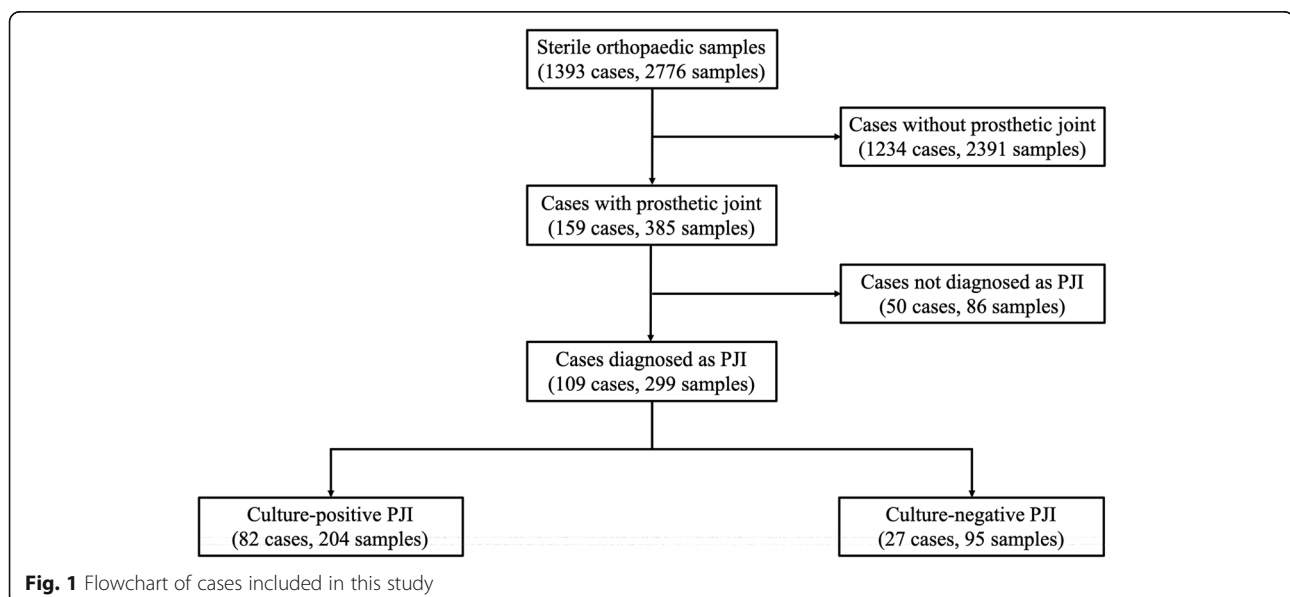 Sterile orthopaedic samples
(1393 cases, 2776 samples)
Cases without prosthetic joint
(1234 cases, 2391 samples)
Cases with prosthetic joint
(159 cases, 385 samples)
Cases not diagnosed as PJI
(50 cases, 86 samples)
Cases diagnosed as PJI
(109 cases, 299 samples)
Culture-positive PJI
(82 cases, 204 samples)
Culture-negative PJI
(27 cases, 95 samples)
Fig. 1 Flowchart of cases included in this study